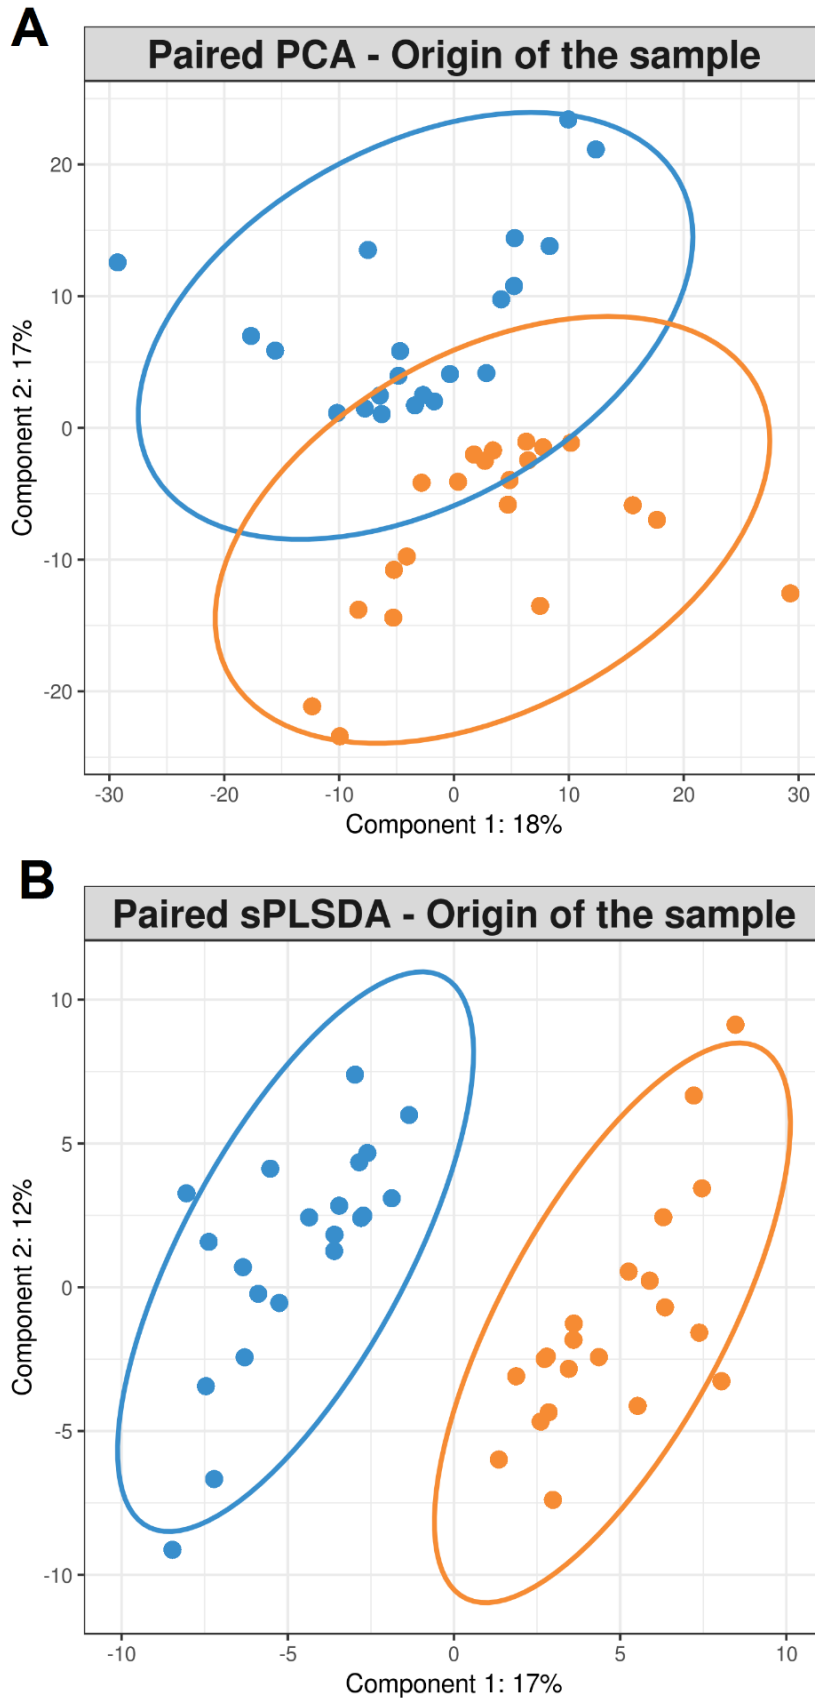 A
Paired PCA - Origin of the sample
20
10
0
-10
-20
Component 2: 17%
-30
-20
-10
0
10
20
30
Component 1: 18%
B
Paired sPLSDA - Origin of the sample
10
5
0
-5
-10
Component 2: 12%
-10
-5
0
5
10
Component 1: 17%